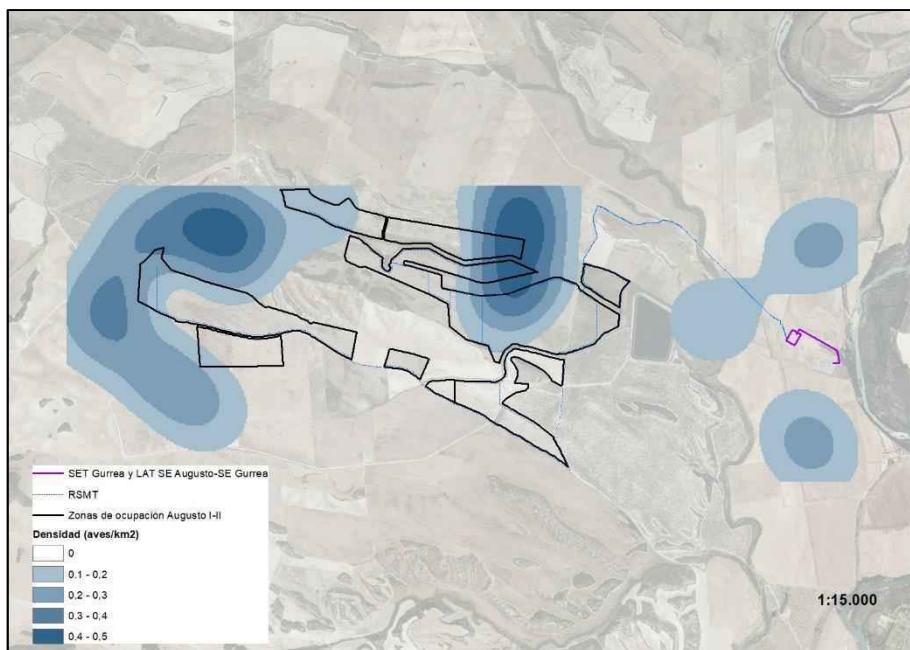 SET Gurrea y LAT SE Augusto-SE Gurrea
RSMT
Zonas de ocupación Augusto I-II
Densidad (aves/km2)
0
0.1 - 0,2
0.2 - 0,3
0.3 - 0,4
0,4 - 0,5
1:15.000